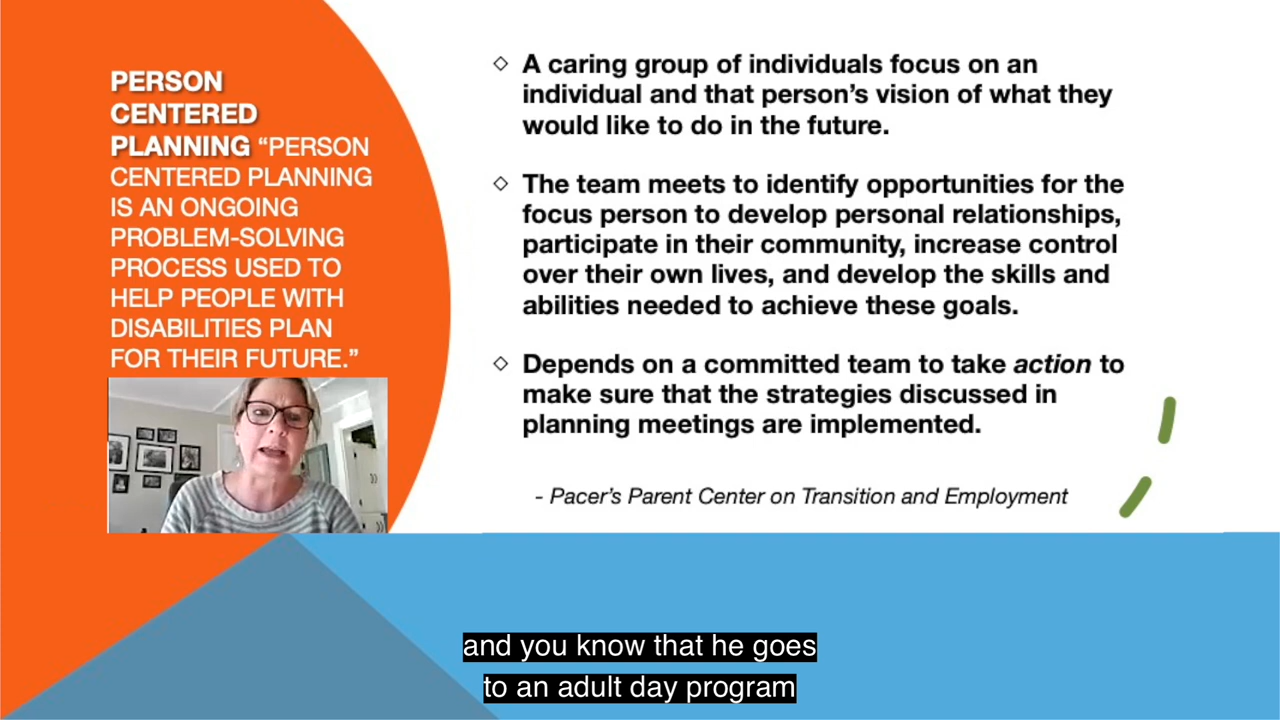 PERSON
CENTERED
PLANNING “PERSON
CENTERED PLANNING
IS AN ONGOING
PROBLEM-SOLVING
PROCESS USED TO
HELP PEOPLE WITH
DISABILITIES PLAN
FOR THEIR FUTURE.”
A caring group of individuals focus on an
individual and that person’s vision of what they
would like to do in the future.
The team meets to identify opportunities for the
focus person to develop personal relationships,
participate in their community, increase control
over their own lives, and develop the skills and
abilities needed to achieve these goals.
Depends on a committed team to take action to
make sure that the strategies discussed in
planning meetings are implemented.
- Pacer’s Parent Center on Transition and Employment
and you know that he goes
to an adult day program